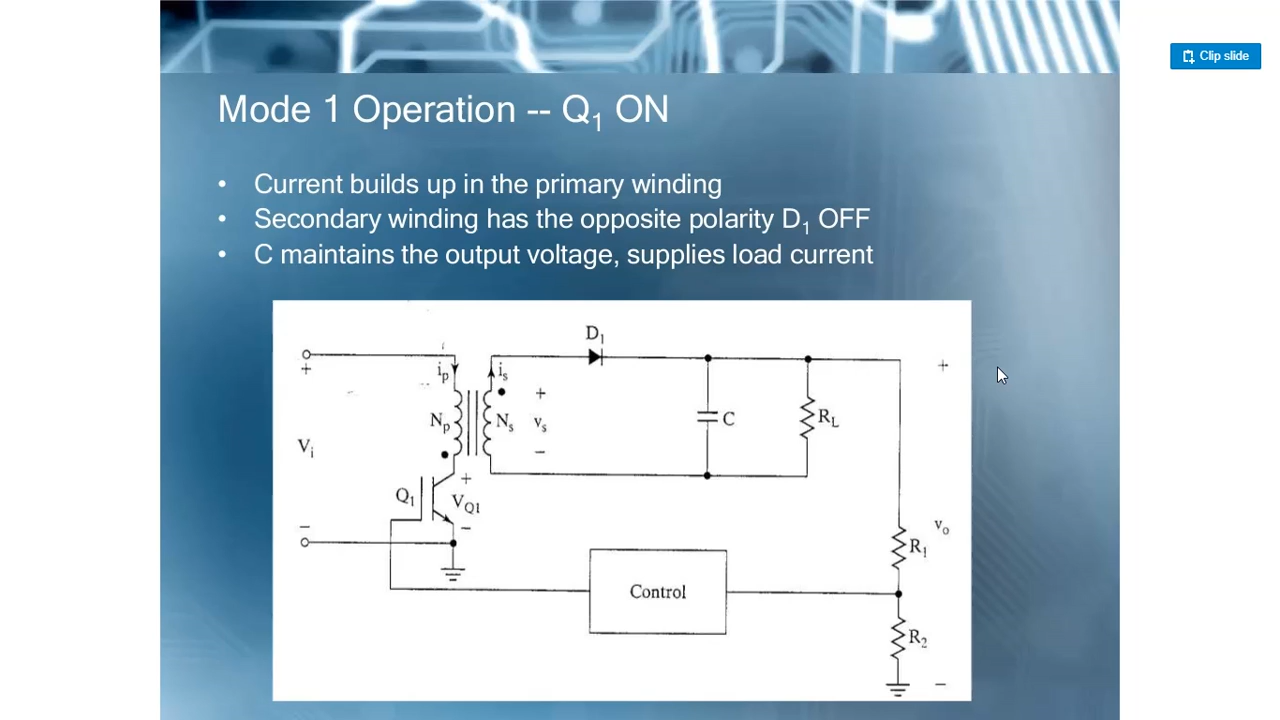 Clip slide
Mode 1 Operation -- Q1 ON
• Current builds up in the primary winding
• Secondary winding has the opposite polarity D1 OFF
• C maintains the output voltage, supplies load current
D1
+
ip
is
+
+
Np
Ns
vs
C
RL
Vi
−
+
Q1
VQ1
−
−
vo
R1
Control
R2
−